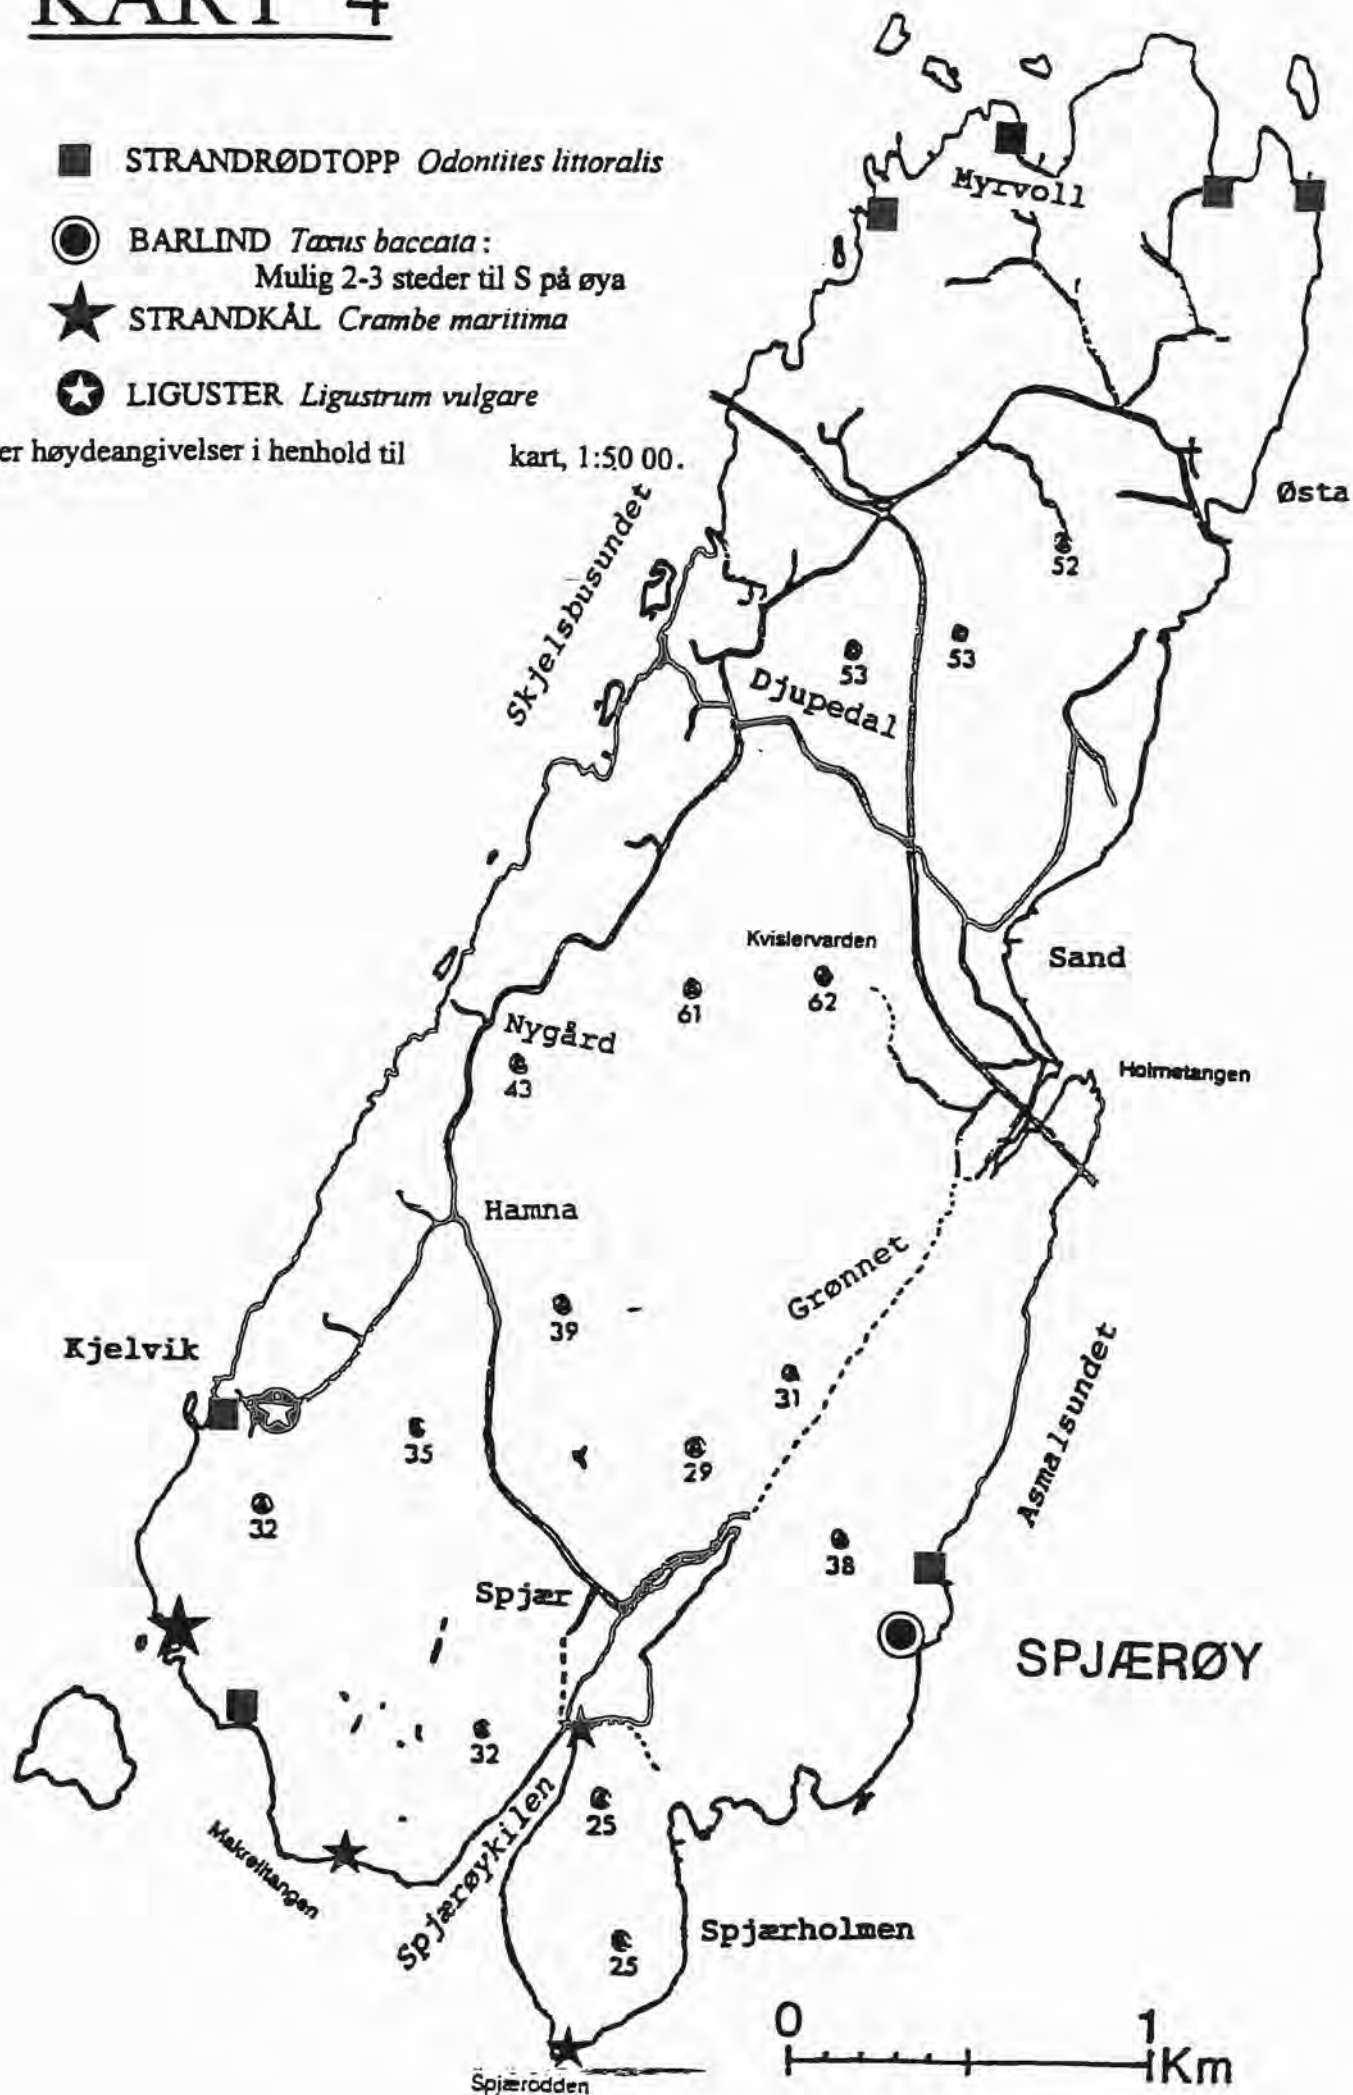 KART 4
STRANDRØDTOPP Odontites littoralis
BARLIND Taxus baccata :
Mulig 2-3 steder til S på øya
STRANDKÅL Crambe maritima
LIGUSTER Ligustrum vulgare
er høydeangivelser i henhold til kart, 1:50 00.
Myrvoll
Østa
Skjelsbusundet
52
53
53
Djupedal
Kvislervarden
Sand
61
62
Nygård
43
Holmetangen
Hamna
Grønnet
39
Kjelvik
31
Asmalsundet
35
29
32
38
Spjær
SPJÆRØY
32
25
Makrelltangen
Spjærøykilen
25
Spjærholmen
0 1
Km
Spjærodden